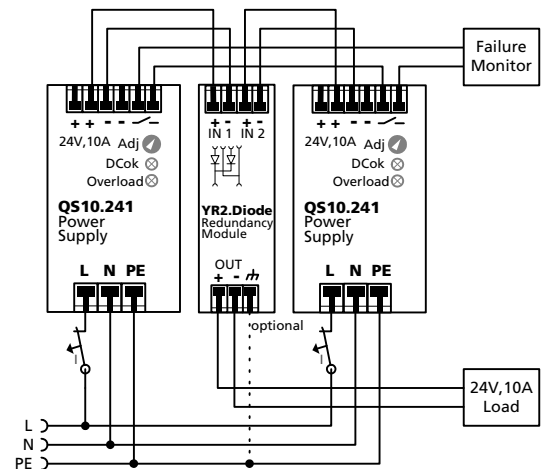 Failure
Monitor
+ + - -
24V,10A Adj
DCok
Overload
QS10.241
Power
Supply
L N PE
+ - + -
IN 1 IN 2
YR2.Diode
Redundancy
Module
OUT
+ -
optional
+ + - -
24V,10A Adj
DCok
Overload
QS10.241
Power
Supply
L N PE
I
I
24V,10A
Load
L
N
PE